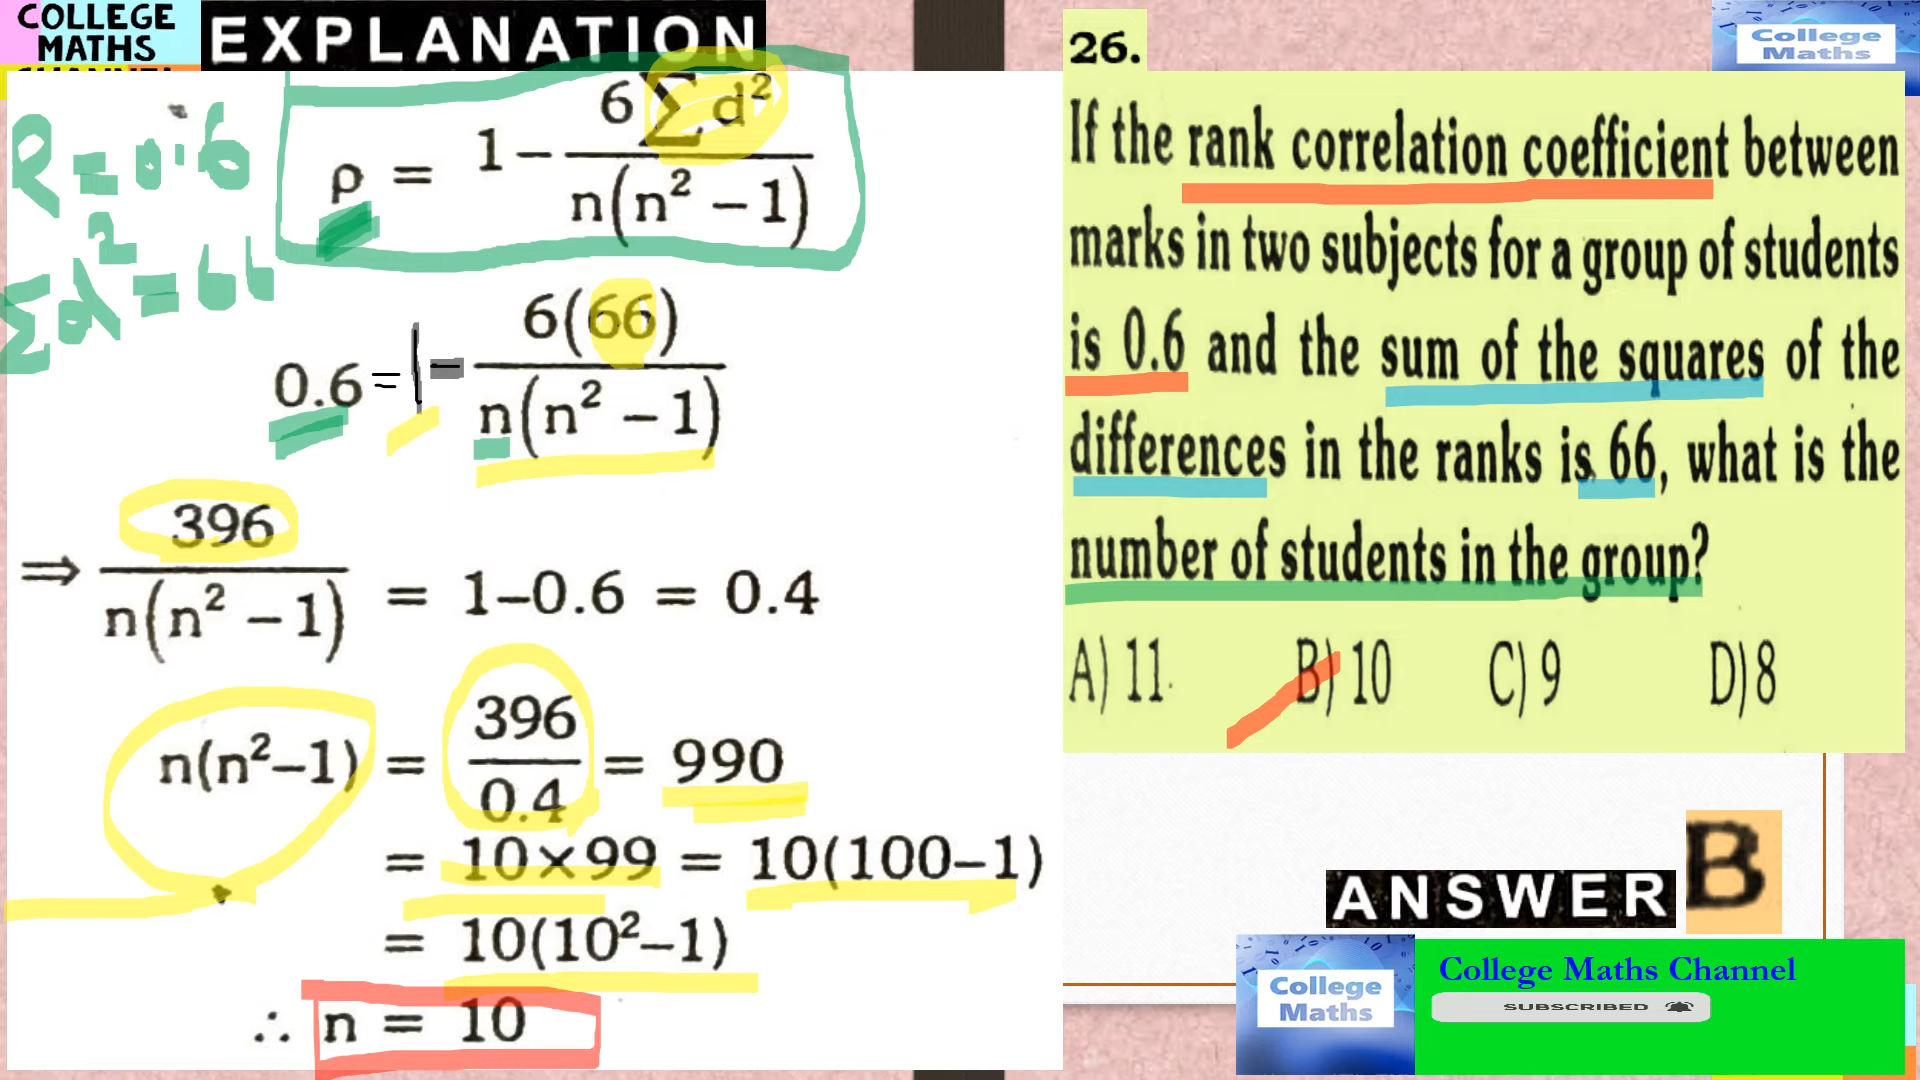 COLLEGE
MATHS
EXPLANATION
R = 0.6
Σd² = 66
ρ = 1 − 6∑d² / n(n² − 1)
0.6 = 1 − 6(66) / n(n² − 1)
⇒ 396 / n(n² − 1) = 1−0.6 = 0.4
n(n²−1) = 396 / 0.4 = 990
= 10×99 = 10(100−1)
= 10(10²−1)
∴ n = 10
26.
If the rank correlation coefficient between
marks in two subjects for a group of students
is 0.6 and the sum of the squares of the
differences in the ranks is 66, what is the
number of students in the group?
A) 11 B) 10 C) 9 D) 8
College
Maths
ANSWER B
College
Maths
College Maths Channel
SUBSCRIBED